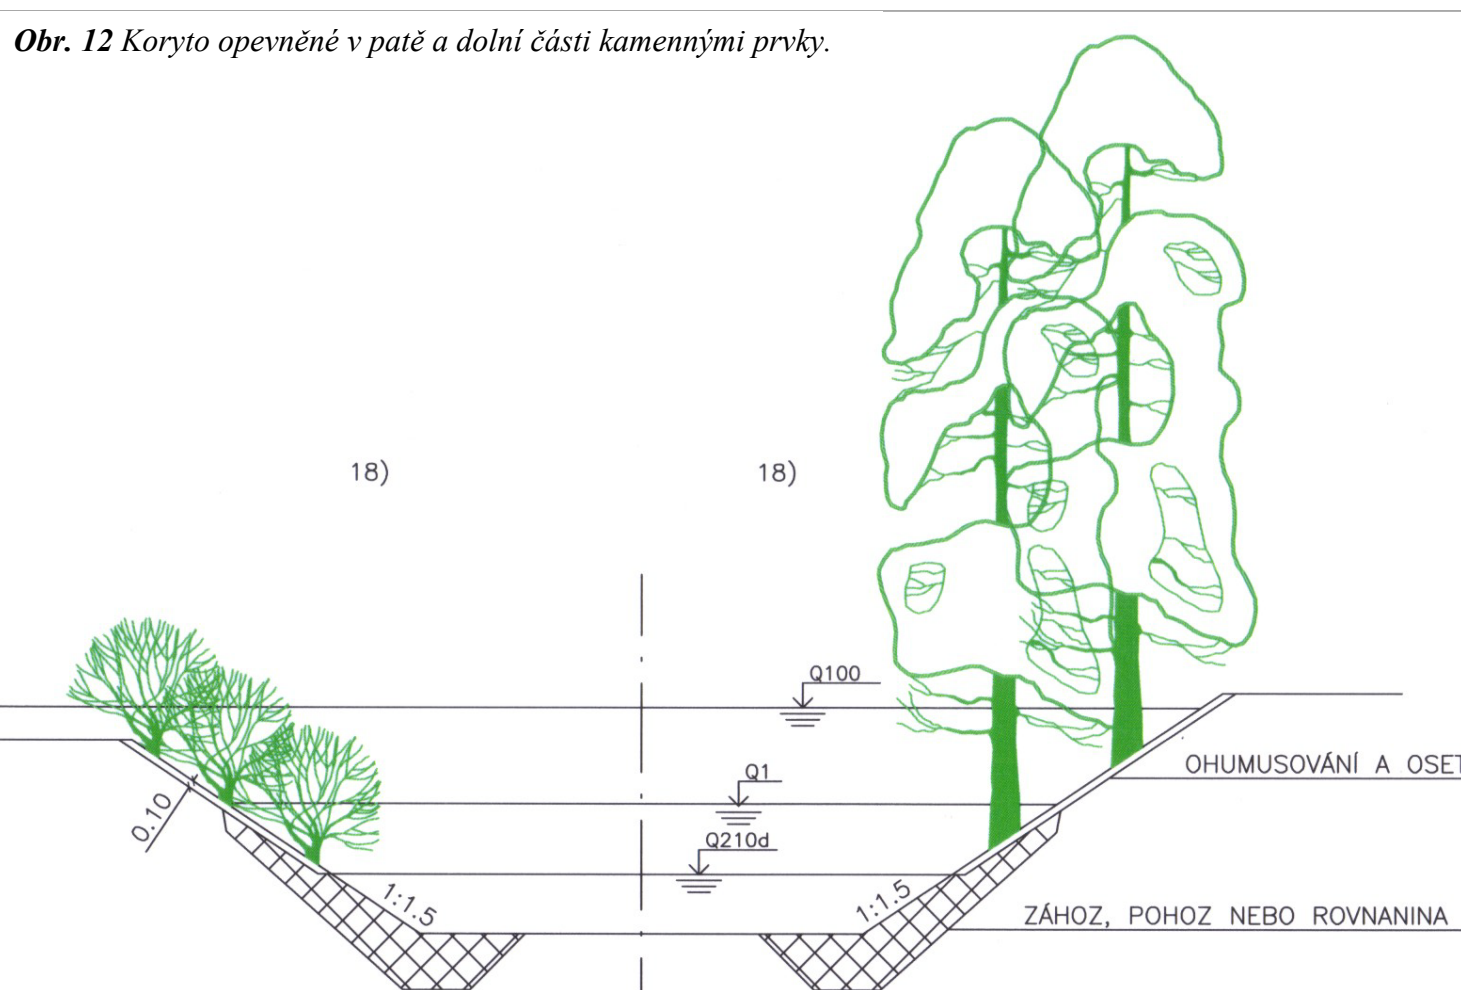 Obr. 12 Koryto opevněné v patě a dolní části kamennými prvky.
18)
18)
Q100
Q1
OHUMUSOVÁNÍ A OSET
0.10
Q210d
1:1.5
1:1.5
ZÁHOZ, POHOZ NEBO ROVNANINA